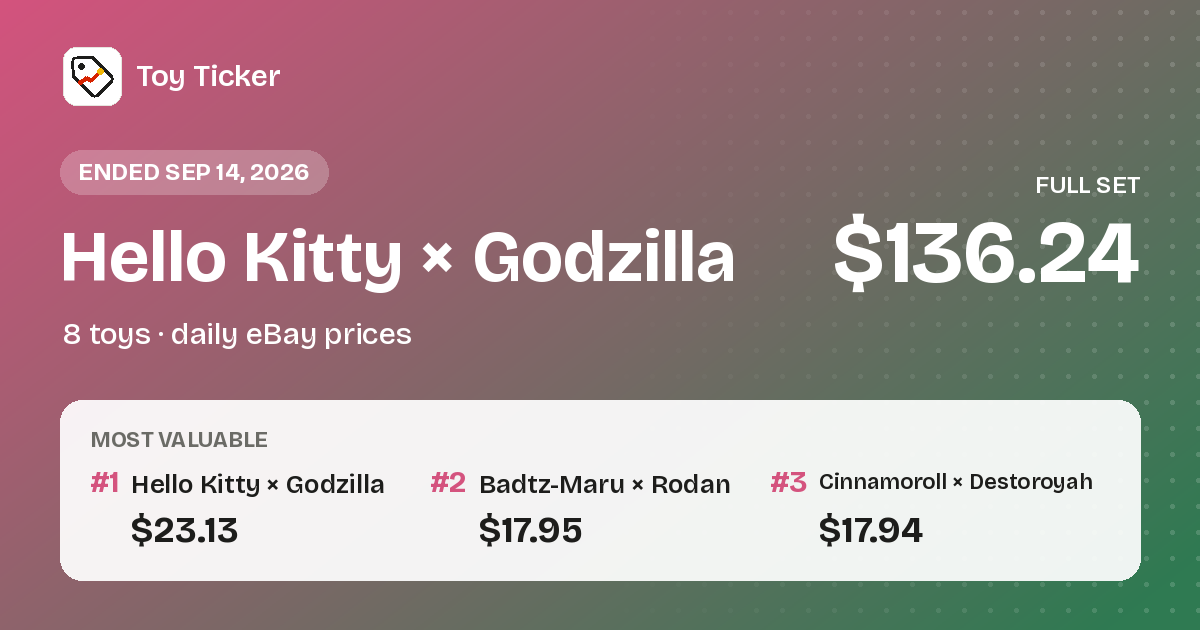 Toy Ticker
ENDED SEP 14, 2026
FULL SET
Hello Kitty × Godzilla
$136.24
8 toys · daily eBay prices
MOST VALUABLE
#1 Hello Kitty × Godzilla
$23.13
#2 Badtz-Maru × Rodan
$17.95
#3 Cinnamoroll × Destoroyah
$17.94